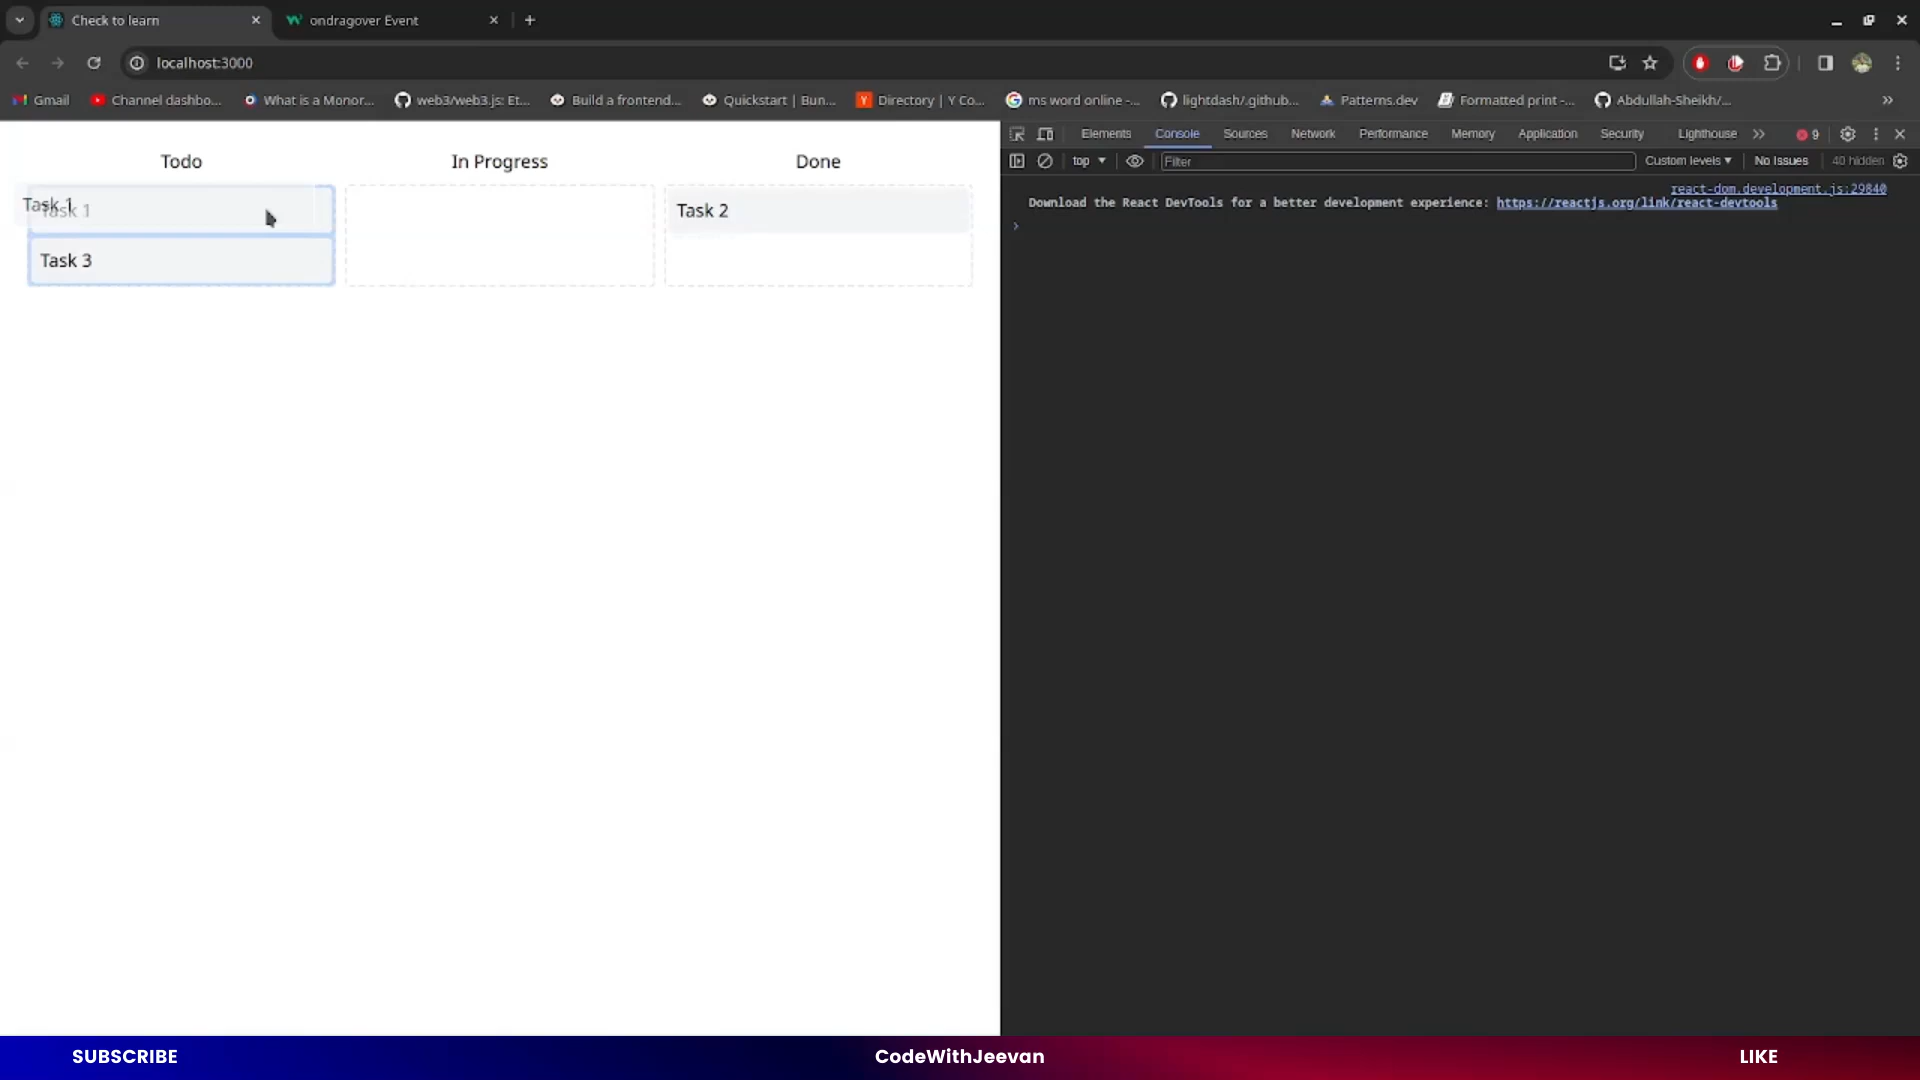 Check to learn
ondragover Event
localhost:3000
Gmail
Channel dashbo...
What is a Monor...
web3/web3.js: Et...
Build a frontend...
Quickstart | Bun...
Directory | Y Co...
ms word online -...
lightdash/.github...
Patterns.dev
Formatted print -...
Abdullah-Sheikh/...
Elements
Console
Sources
Network
Performance
Memory
Application
Security
Lighthouse
9
top
Filter
Custom levels
No Issues
40 hidden
react-dom.development.js:29840
Download the React DevTools for a better development experience: https://reactjs.org/link/react-devtools
Todo
In Progress
Done
Task 1
Task 1
Task 2
Task 3
SUBSCRIBE
CodeWithJeevan
LIKE